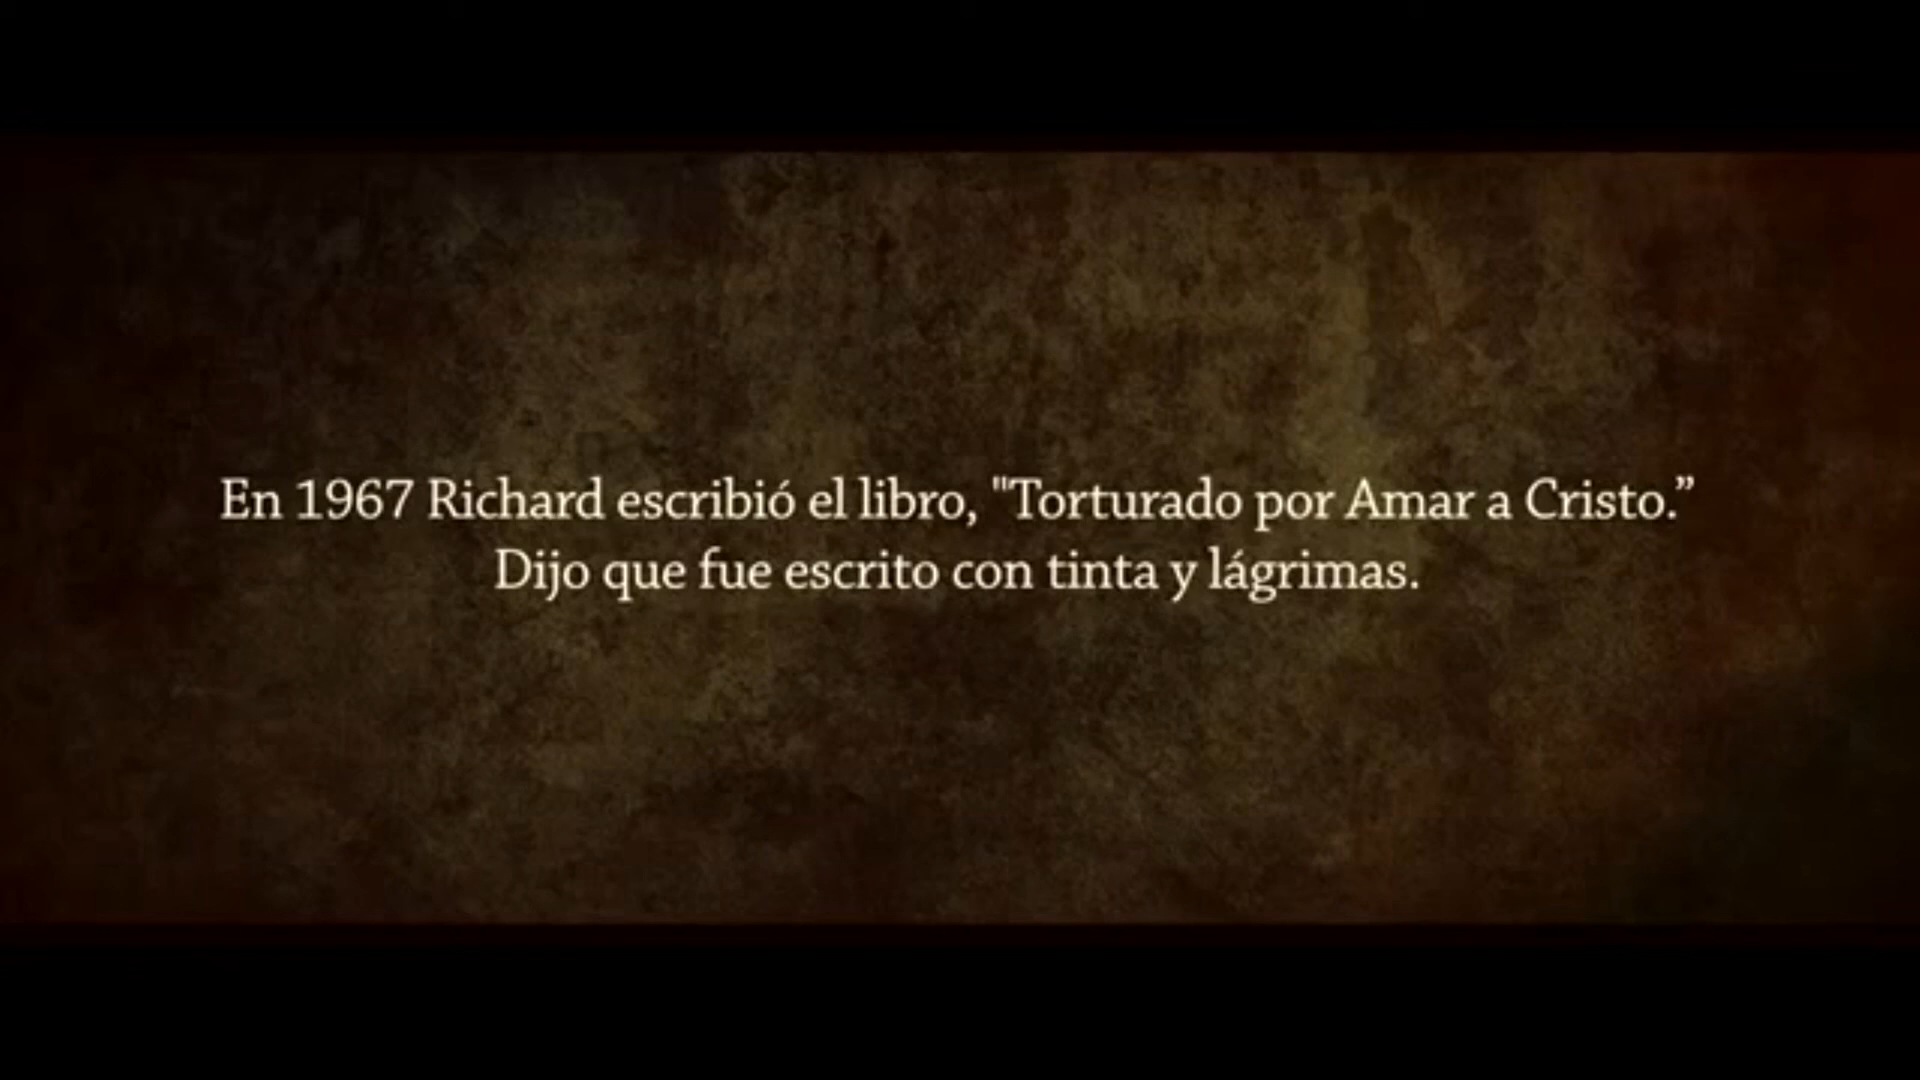 En 1967 Richard escribió el libro, "Torturado por Amar a Cristo.”
Dijo que fue escrito con tinta y lágrimas.